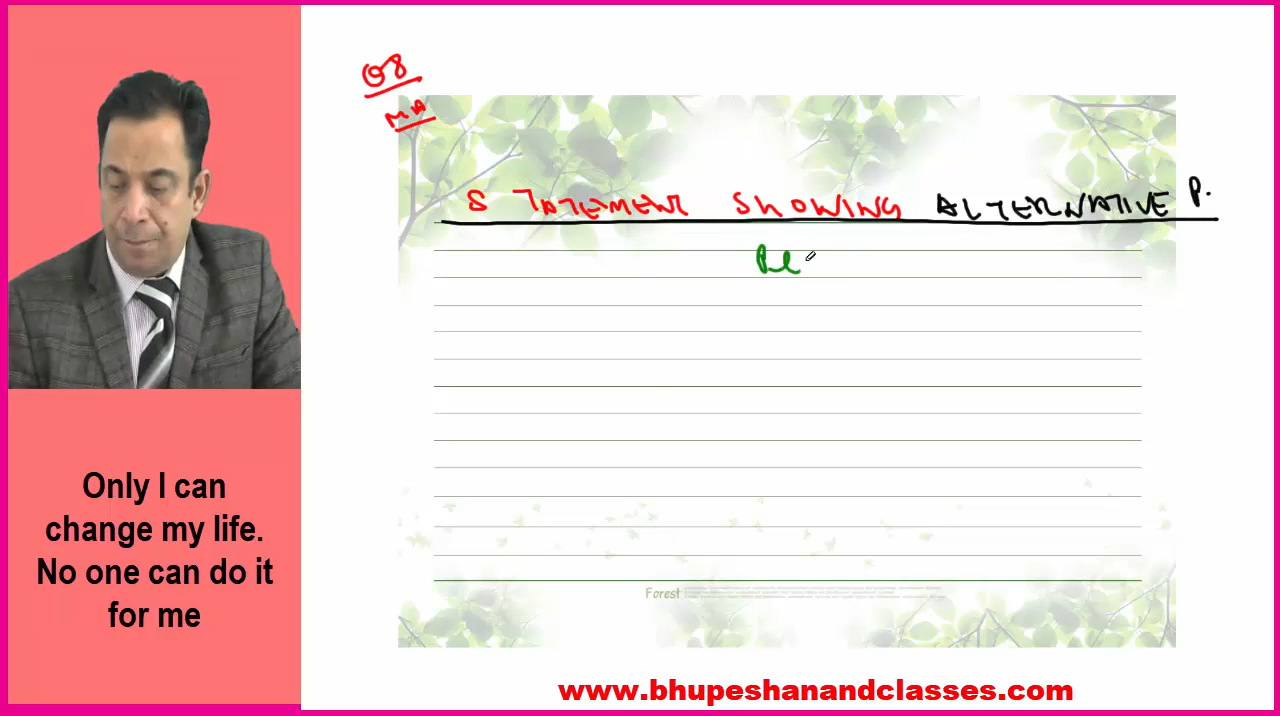 08
MA
STATEMENT SHOWING ALTERNATIVE P.
Pl
Only I can
change my life.
No one can do it
for me
Forest
www.bhupeshanandclasses.com